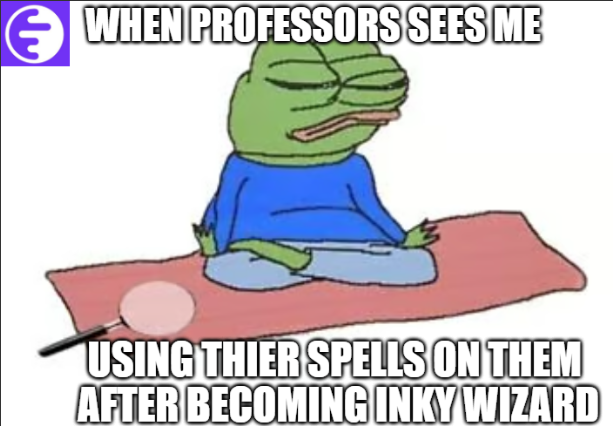 WHEN PROFESSORS SEES ME
USING THIER SPELLS ON THEM
AFTER BECOMING INKY WIZARD